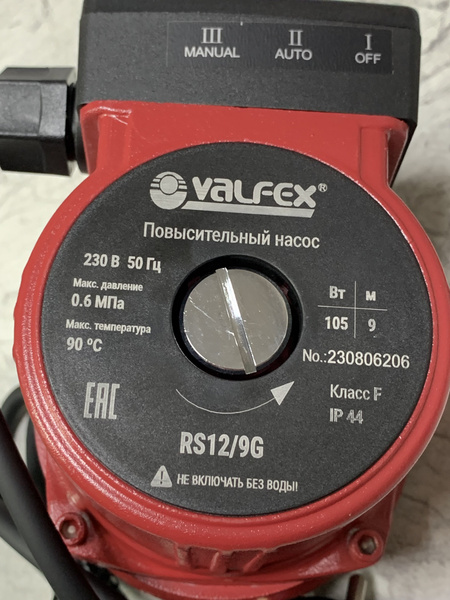 III II I
MANUAL AUTO OFF
VALFEX®
Повысительный насос
230 В 50 Гц
Макс. давление
0.6 МПа
Макс. температура
90 ºC
Вт м
105 9
No.:230806206
Класс F
IP 44
EAC
RS12/9G
НЕ ВКЛЮЧАТЬ БЕЗ ВОДЫ!